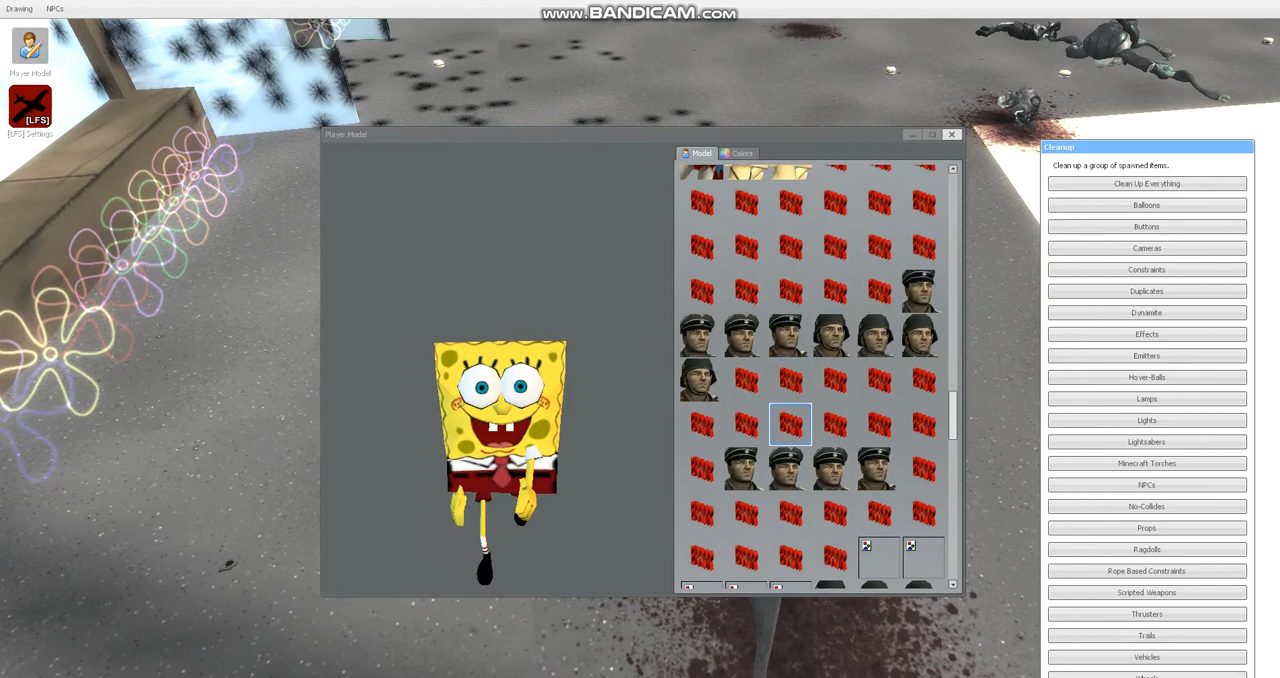 Drawing NPCs
www.BANDICAM.com
Player Model
[LFS]
[LFS] Settings
Player Model
Model Colors
Cleanup
Clean up a group of spawned items.
Clean Up Everything
Balloons
Buttons
Cameras
Constraints
Duplicates
Dynamite
Effects
Emitters
Hover-Balls
Lamps
Lights
Lightsabers
Minecraft Torches
NPCs
No-Collides
Props
Ragdolls
Rope Based Constraints
Scripted Weapons
Thrusters
Trails
Vehicles